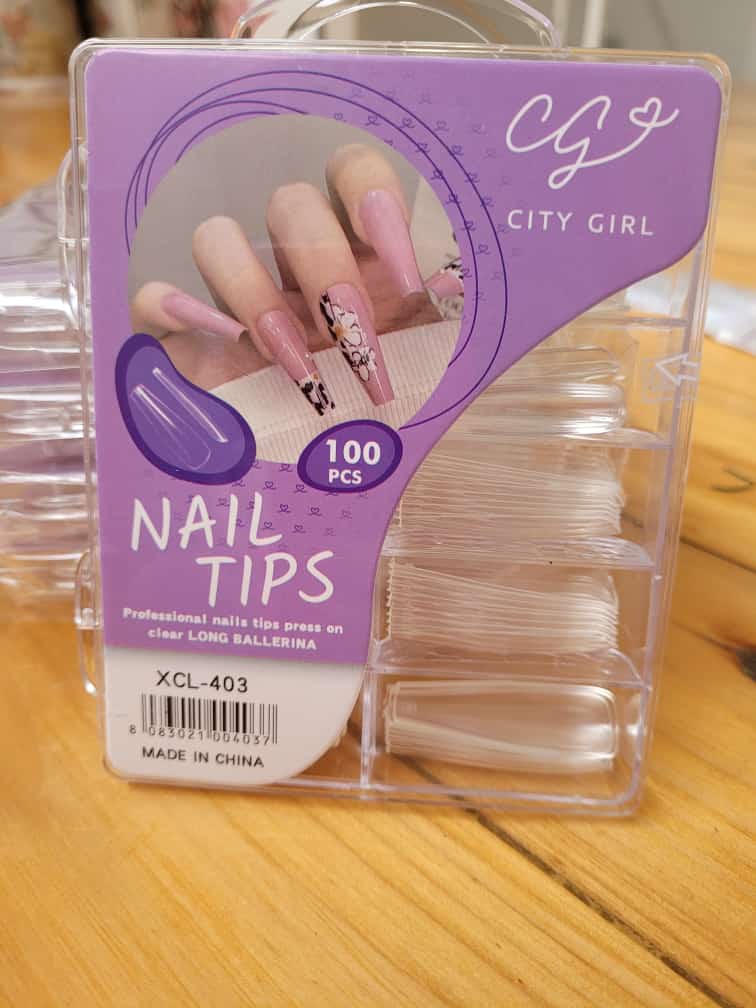 CG
CITY GIRL
100
PCS
NAIL
TIPS
Professional nails tips press on
clear LONG BALLERINA
XCL-403
8 083021 004037
MADE IN CHINA